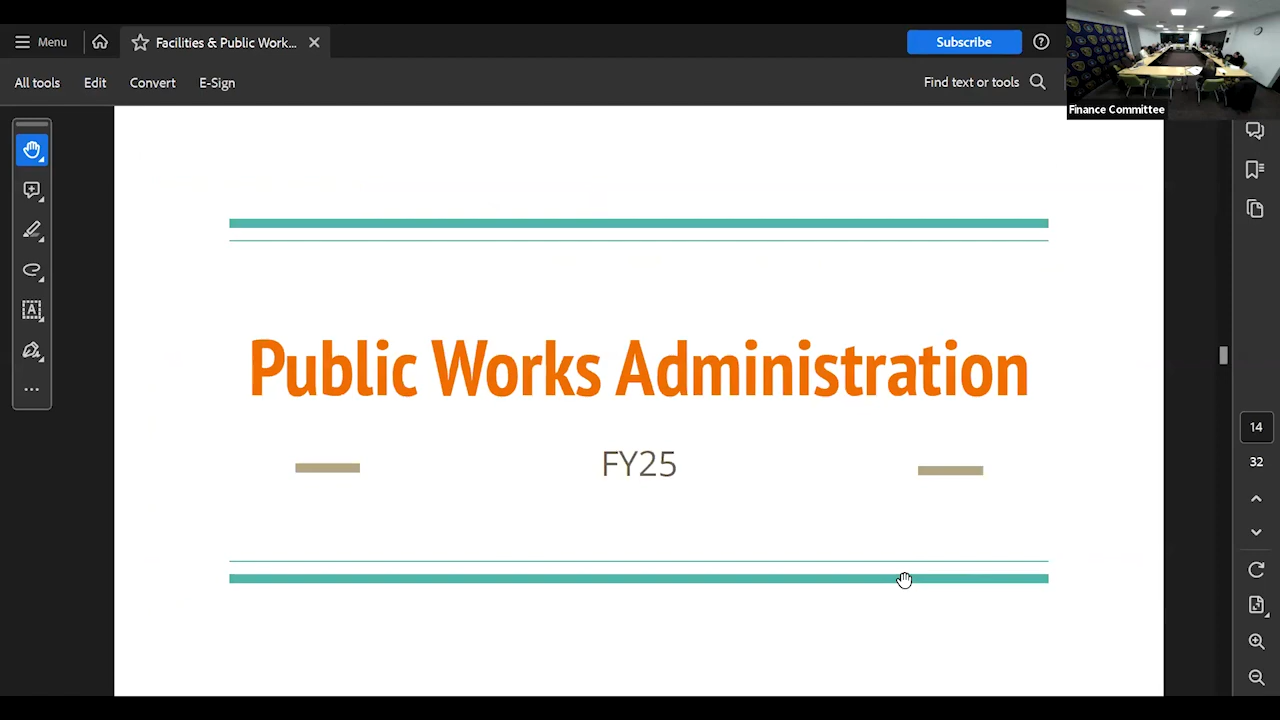 Menu
Facilities & Public Work...
Subscribe
All tools
Edit
Convert
E-Sign
Find text or tools
Finance Committee
Public Works Administration
FY25
14
32